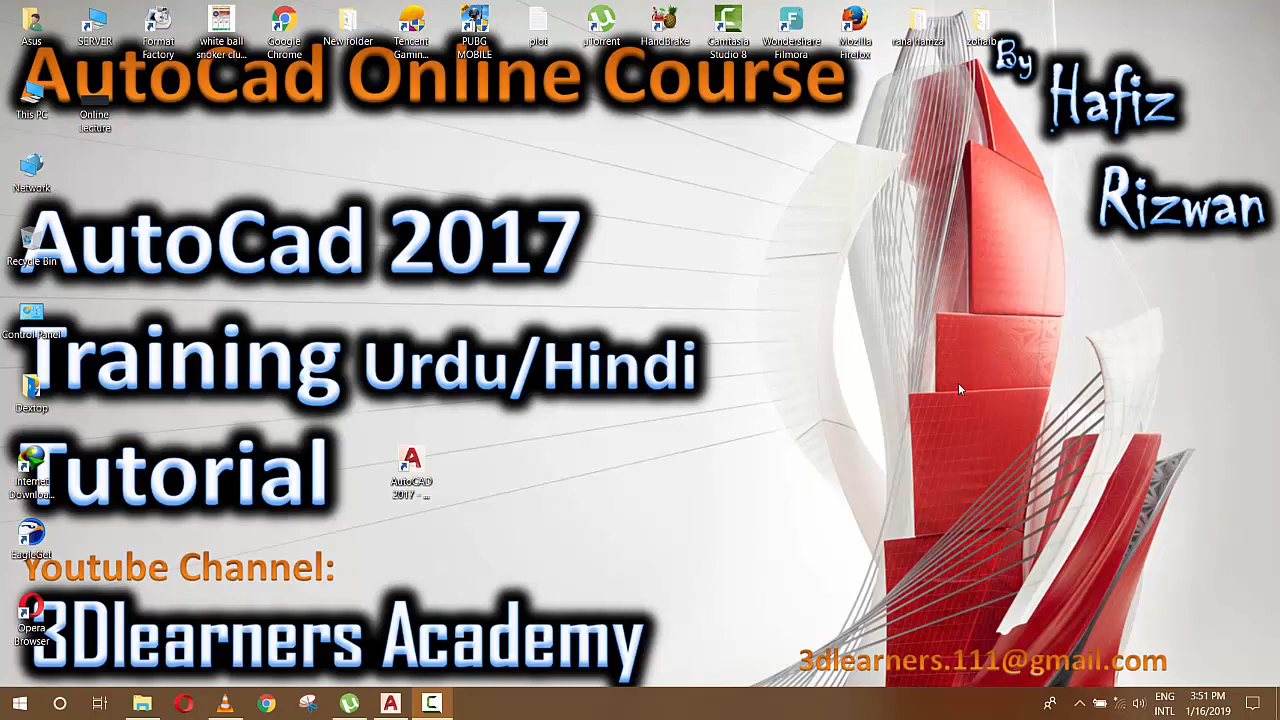 Asus
SERVER
Format
Factory
white ball
snoker clu...
Google
Chrome
New folder
Tencent
Gamin...
PUBG
MOBILE
plot
µTorrent
HandBrake
Camtasia
Studio 8
Wondershare
Filmora
Mozilla
Firefox
rana hamza
zohaib
AutoCad Online Course
By
Hafiz
Rizwan
This PC
Online
Lecture
Network
AutoCad 2017
Recycle Bin
Control Panel
Training Urdu/Hindi
Dextop
Tutorial
Internet
Downloa...
AutoCAD
2017 - ...
EagleGet
Youtube Channel:
3Dlearners Academy
Opera
Browser
3dlearners.111@gmail.com
ENG
INTL
3:51 PM
1/16/2019